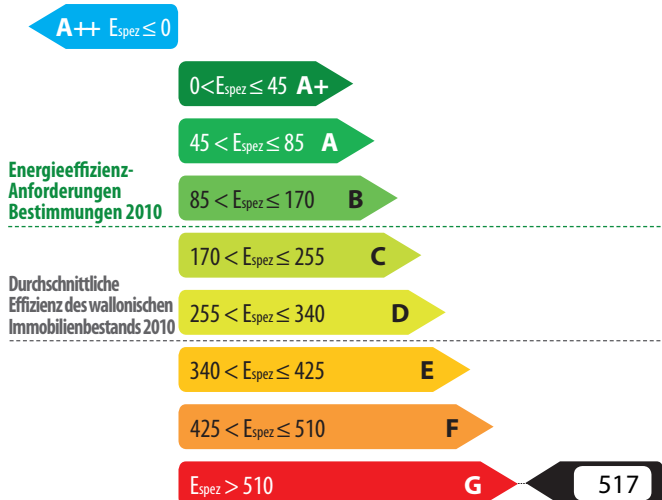 A++ Espez ≤ 0
0<Espez ≤ 45 A+
45 < Espez ≤ 85 A
Energieeffizienz-
Anforderungen
Bestimmungen 2010
85 < Espez ≤ 170 B
170 < Espez ≤ 255 C
Durchschnittliche
Effizienz des wallonischen
Immobilienbestands 2010
255 < Espez ≤ 340 D
340 < Espez ≤ 425 E
425 < Espez ≤ 510 F
Espez > 510 G
517